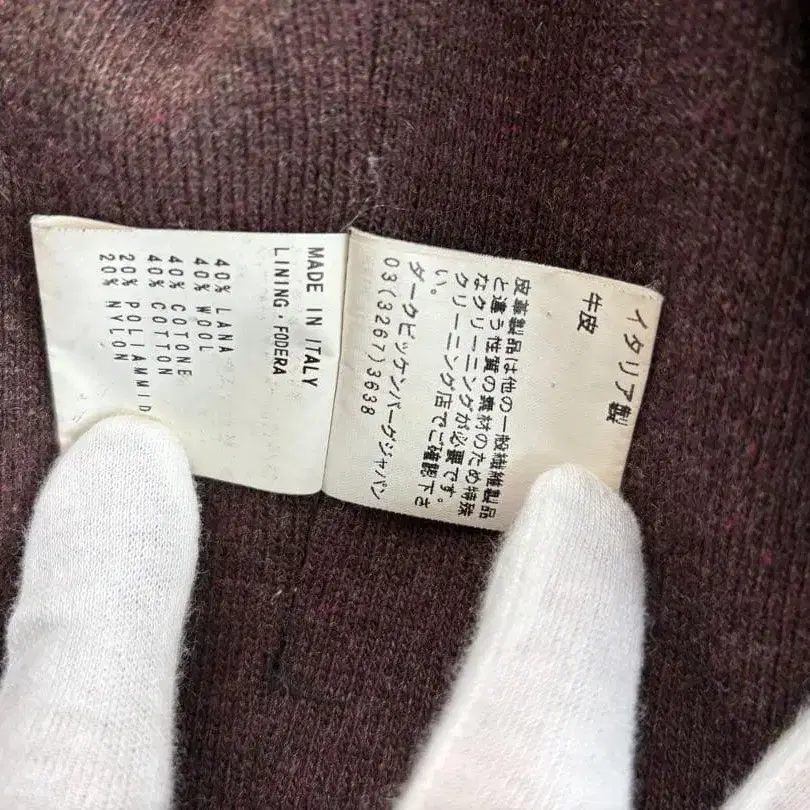 MADE IN ITALY
LINING・FODERA
40% LANA
40% WOOL
40% COTONE
40% COTTON
20% POLIAMMID
20% NYLON
イタリア製
牛皮
皮革製品は他の一般繊維製品
と違う性質の素材のため特殊
なクリーニングが必要です。
クリーニング店でご確認下さ
い。
ダークビッケンバーグジャパン
03(3267)3638